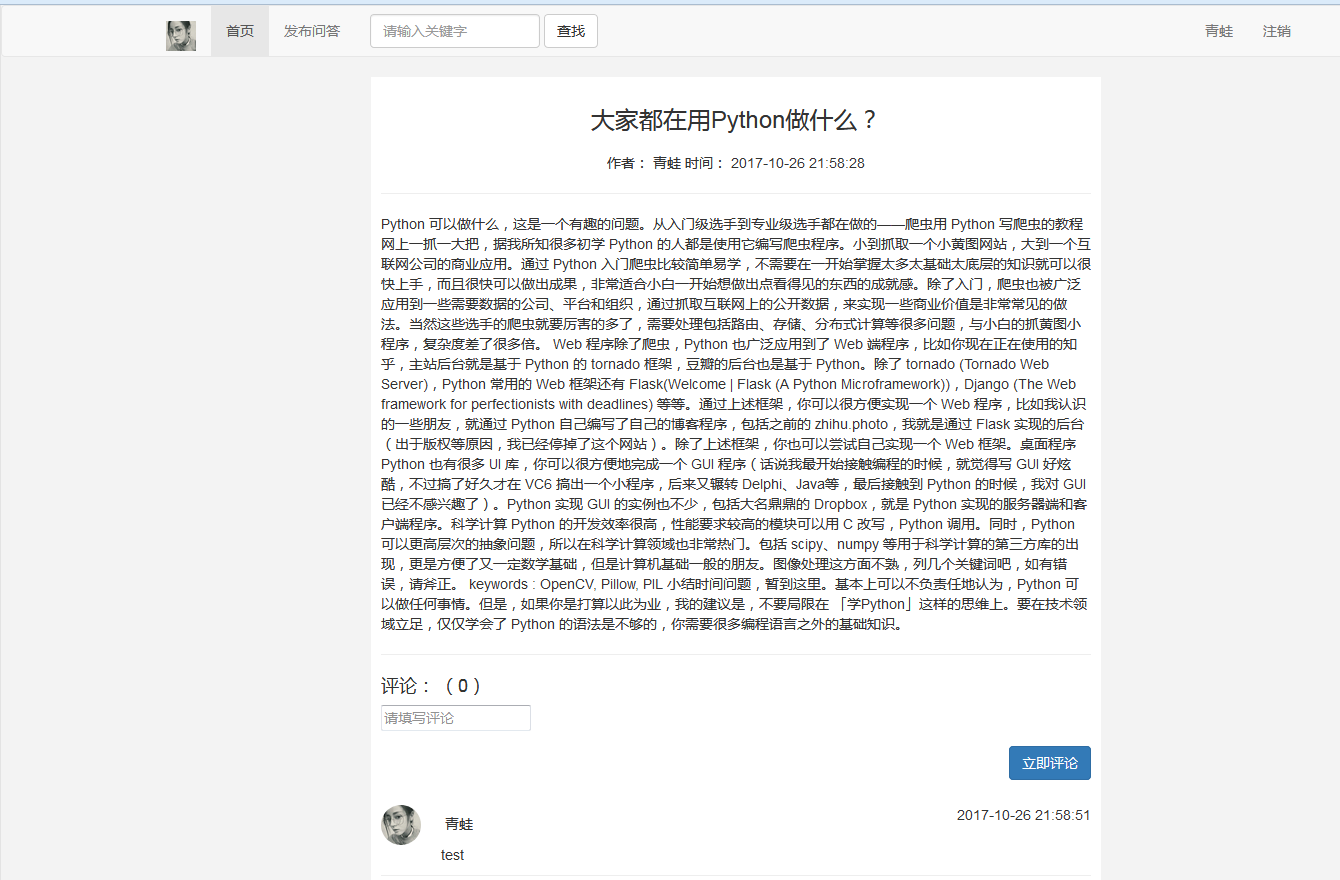 首页 发布问答 请输入关键字 查找 青蛙 注销
大家都在用Python做什么？
作者： 青蛙 时间： 2017-10-26 21:58:28
Python 可以做什么，这是一个有趣的问题。从入门级选手到专业级选手都在做的——爬虫用 Python 写爬虫的教程
网上一抓一大把，据我所知很多初学 Python 的人都是使用它编写爬虫程序。小到抓取一个小黄图网站，大到一个互
联网公司的商业应用。通过 Python 入门爬虫比较简单易学，不需要在一开始掌握太多太基础太底层的知识就可以很
快上手，而且很快可以做出成果，非常适合小白一开始想做出点看得见的东西的成就感。除了入门，爬虫也被广泛
应用到一些需要数据的公司、平台和组织，通过抓取互联网上的公开数据，来实现一些商业价值是非常常见的做
法。当然这些选手的爬虫就要厉害的多了，需要处理包括路由、存储、分布式计算等很多问题，与小白的抓黄图小
程序，复杂度差了很多倍。 Web 程序除了爬虫，Python 也广泛应用到了 Web 端程序，比如你现在正在使用的知
乎，主站后台就是基于 Python 的 tornado 框架，豆瓣的后台也是基于 Python。除了 tornado (Tornado Web
Server)，Python 常用的 Web 框架还有 Flask(Welcome | Flask (A Python Microframework))，Django (The Web
framework for perfectionists with deadlines) 等等。通过上述框架，你可以很方便实现一个 Web 程序，比如我认识
的一些朋友，就通过 Python 自己编写了自己的博客程序，包括之前的 zhihu.photo，我就是通过 Flask 实现的后台
（出于版权等原因，我已经停掉了这个网站）。除了上述框架，你也可以尝试自己实现一个 Web 框架。桌面程序
Python 也有很多 UI 库，你可以很方便地完成一个 GUI 程序（话说我最开始接触编程的时候，就觉得写 GUI 好炫
酷，不过搞了好久才在 VC6 搞出一个小程序，后来又辗转 Delphi、Java等，最后接触到 Python 的时候，我对 GUI
已经不感兴趣了）。Python 实现 GUI 的实例也不少，包括大名鼎鼎的 Dropbox，就是 Python 实现的服务器端和客
户端程序。科学计算 Python 的开发效率很高，性能要求较高的模块可以用 C 改写，Python 调用。同时，Python
可以更高层次的抽象问题，所以在科学计算领域也非常热门。包括 scipy、numpy 等用于科学计算的第三方库的出
现，更是方便了又一定数学基础，但是计算机基础一般的朋友。图像处理这方面不熟，列几个关键词吧，如有错
误，请斧正。 keywords : OpenCV, Pillow, PIL 小结时间问题，暂到这里。基本上可以不负责任地认为，Python 可
以做任何事情。但是，如果你是打算以此为业，我的建议是，不要局限在 「学Python」这样的思维上。要在技术领
域立足，仅仅学会了 Python 的语法是不够的，你需要很多编程语言之外的基础知识。
评论：（0）
请填写评论
立即评论
青蛙 2017-10-26 21:58:51
test